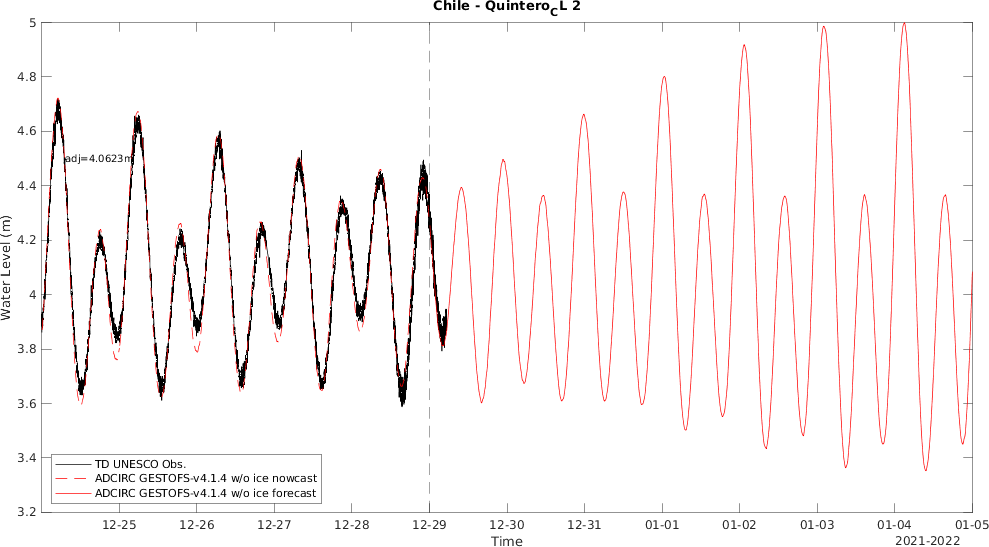 Chile - Quintero_CL 2
Water Level (m)
5
4.8
4.6
4.4
4.2
4
3.8
3.6
3.4
3.2
adj=4.0623m
TD UNESCO Obs.
ADCIRC GESTOFS-v4.1.4 w/o ice nowcast
ADCIRC GESTOFS-v4.1.4 w/o ice forecast
12-25 12-26 12-27 12-28 12-29 12-30 12-31 01-01 01-02 01-03 01-04 01-05
Time
2021-2022